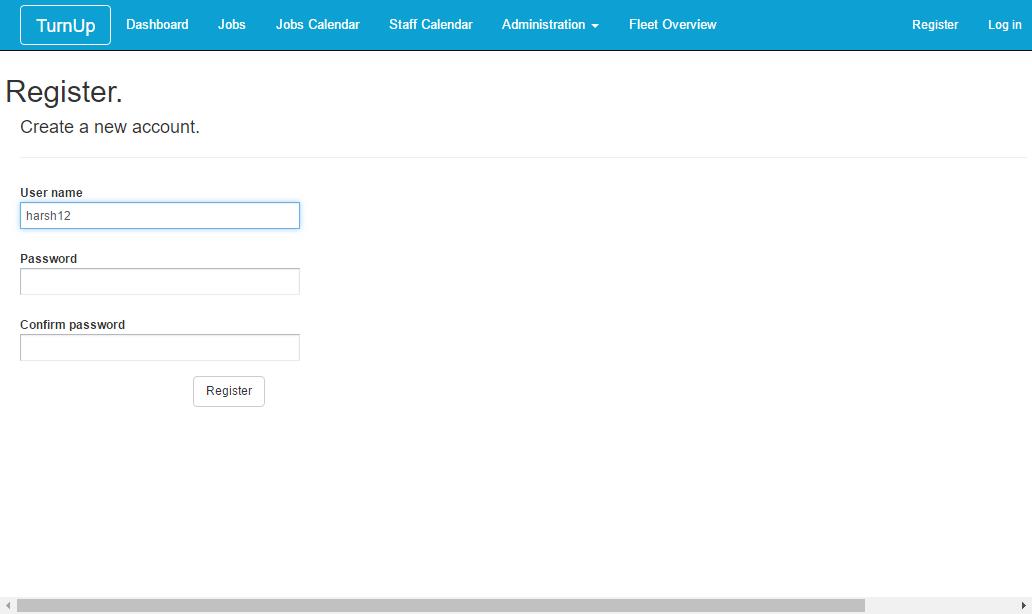 TurnUp Dashboard Jobs Jobs Calendar Staff Calendar Administration Fleet Overview Register Log in
Register.
Create a new account.
User name
harsh12
Password
Confirm password
Register